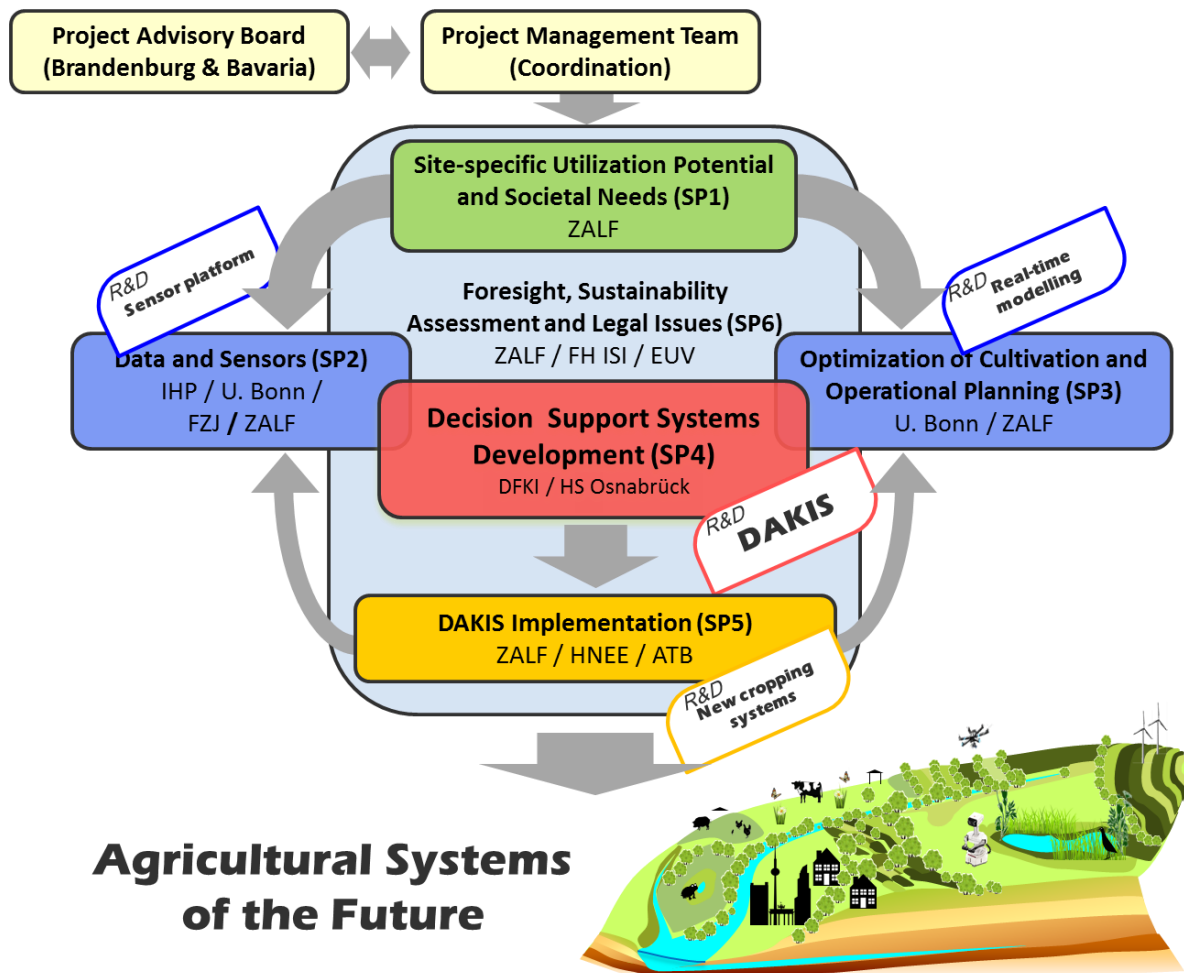 Project Advisory Board
(Brandenburg & Bavaria)
Project Management Team
(Coordination)
Site-specific Utilization Potential
and Societal Needs (SP1)
ZALF
R&D
Sensor platform
R&D
Real-time
modelling
Foresight, Sustainability
Assessment and Legal Issues (SP6)
ZALF / FH ISI / EUV
Data and Sensors (SP2)
IHP / U. Bonn /
FZJ / ZALF
Optimization of Cultivation and
Operational Planning (SP3)
U. Bonn / ZALF
Decision Support Systems
Development (SP4)
DFKI / HS Osnabrück
R&D
DAKIS
DAKIS Implementation (SP5)
ZALF / HNEE / ATB
R&D
New cropping
systems
Agricultural Systems
of the Future